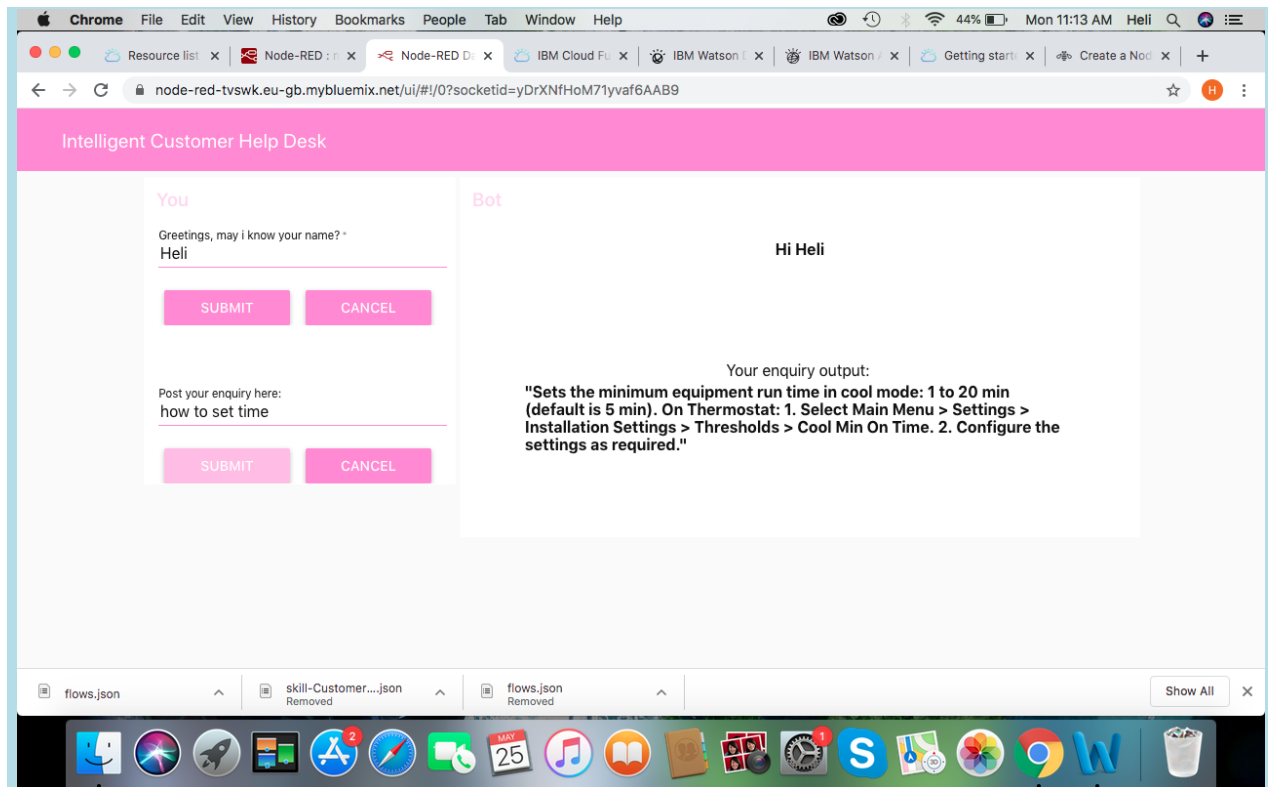 Chrome File Edit View History Bookmarks People Tab Window Help 44% Mon 11:13 AM Heli
Resource list Node-RED : n Node-RED Da IBM Cloud Fu IBM Watson IBM Watson Getting starte Create a Nod
node-red-tvswk.eu-gb.mybluemix.net/ui/#!/0?socketid=yDrXNfHoM71yvaf6AAB9 H
Intelligent Customer Help Desk
You
Greetings, may i know your name? *
Heli
SUBMIT CANCEL
Post your enquiry here:
how to set time
SUBMIT CANCEL
Bot
Hi Heli
Your enquiry output:
"Sets the minimum equipment run time in cool mode: 1 to 20 min
(default is 5 min). On Thermostat: 1. Select Main Menu > Settings >
Installation Settings > Thresholds > Cool Min On Time. 2. Configure the
settings as required."
flows.json
skill-Customer....json
Removed
flows.json
Removed
Show All
2
MAY
25
1
S
3D